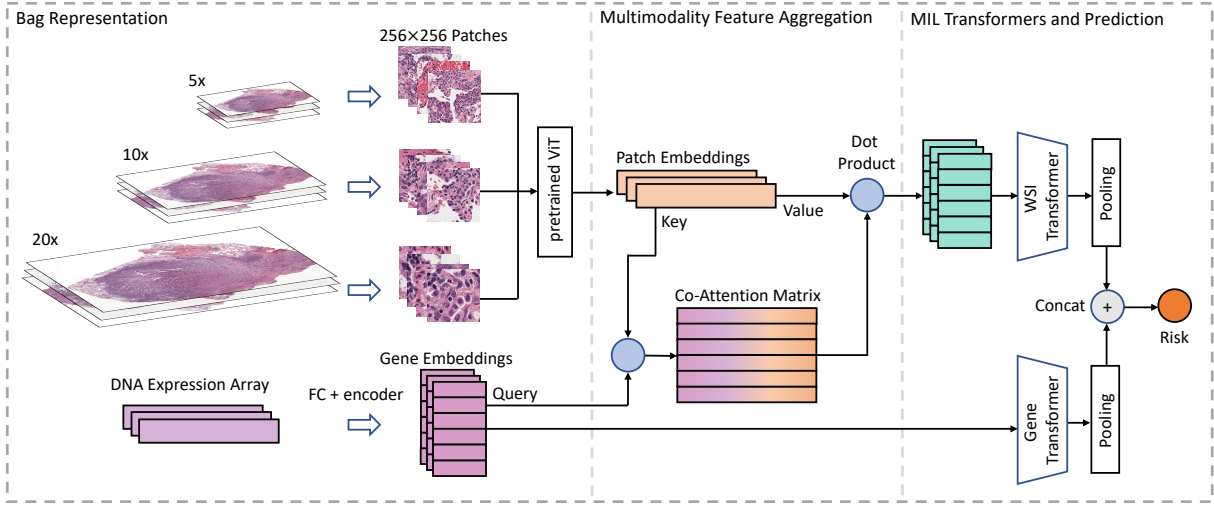 Bag Representation
Multimodality Feature Aggregation
MIL Transformers and Prediction
256×256 Patches
5x
10x
20x
pretrained ViT
Patch Embeddings
Key
Value
Dot
Product
WSI
Transformer
Pooling
Co-Attention Matrix
Concat
+
Risk
DNA Expression Array
FC + encoder
Gene Embeddings
Query
Gene
Transformer
Pooling